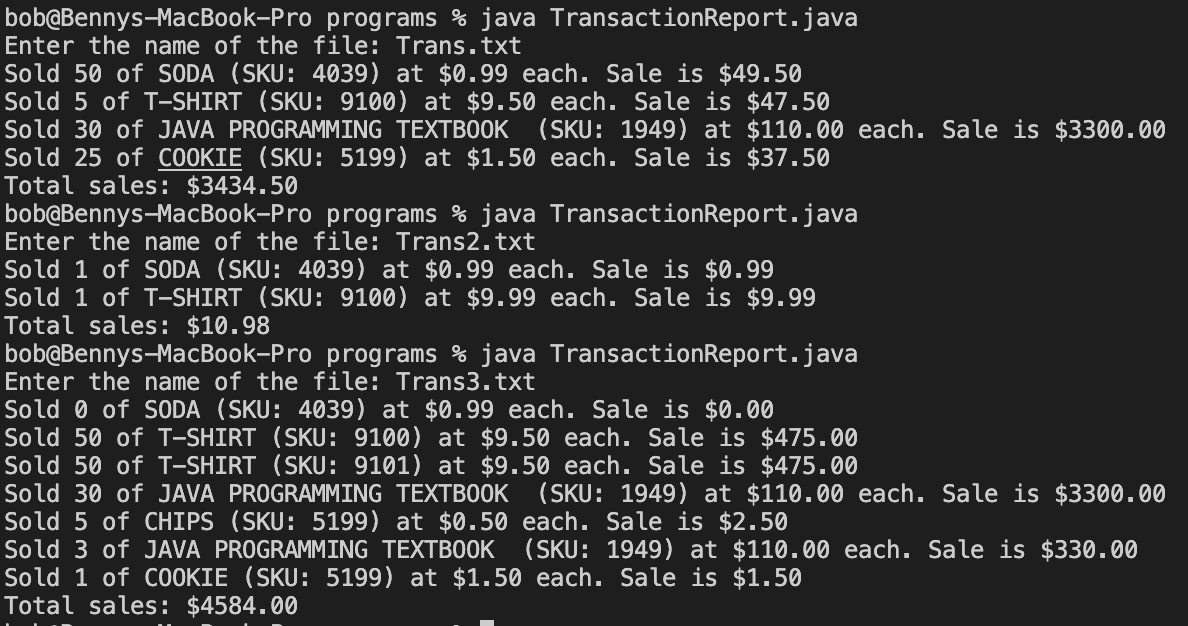 bob@Bennys-MacBook-Pro programs % java TransactionReport.java
Enter the name of the file: Trans.txt
Sold 50 of SODA (SKU: 4039) at $0.99 each. Sale is $49.50
Sold 5 of T-SHIRT (SKU: 9100) at $9.50 each. Sale is $47.50
Sold 30 of JAVA PROGRAMMING TEXTBOOK  (SKU: 1949) at $110.00 each. Sale is $3300.00
Sold 25 of COOKIE (SKU: 5199) at $1.50 each. Sale is $37.50
Total sales: $3434.50
bob@Bennys-MacBook-Pro programs % java TransactionReport.java
Enter the name of the file: Trans2.txt
Sold 1 of SODA (SKU: 4039) at $0.99 each. Sale is $0.99
Sold 1 of T-SHIRT (SKU: 9100) at $9.99 each. Sale is $9.99
Total sales: $10.98
bob@Bennys-MacBook-Pro programs % java TransactionReport.java
Enter the name of the file: Trans3.txt
Sold 0 of SODA (SKU: 4039) at $0.99 each. Sale is $0.00
Sold 50 of T-SHIRT (SKU: 9100) at $9.50 each. Sale is $475.00
Sold 50 of T-SHIRT (SKU: 9101) at $9.50 each. Sale is $475.00
Sold 30 of JAVA PROGRAMMING TEXTBOOK  (SKU: 1949) at $110.00 each. Sale is $3300.00
Sold 5 of CHIPS (SKU: 5199) at $0.50 each. Sale is $2.50
Sold 3 of JAVA PROGRAMMING TEXTBOOK  (SKU: 1949) at $110.00 each. Sale is $330.00
Sold 1 of COOKIE (SKU: 5199) at $1.50 each. Sale is $1.50
Total sales: $4584.00